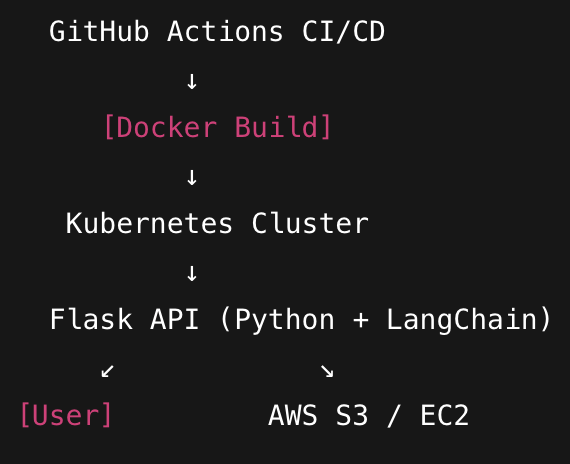 GitHub Actions CI/CD
↓
[Docker Build]
↓
Kubernetes Cluster
↓
Flask API (Python + LangChain)
↙ ↘
[User] AWS S3 / EC2